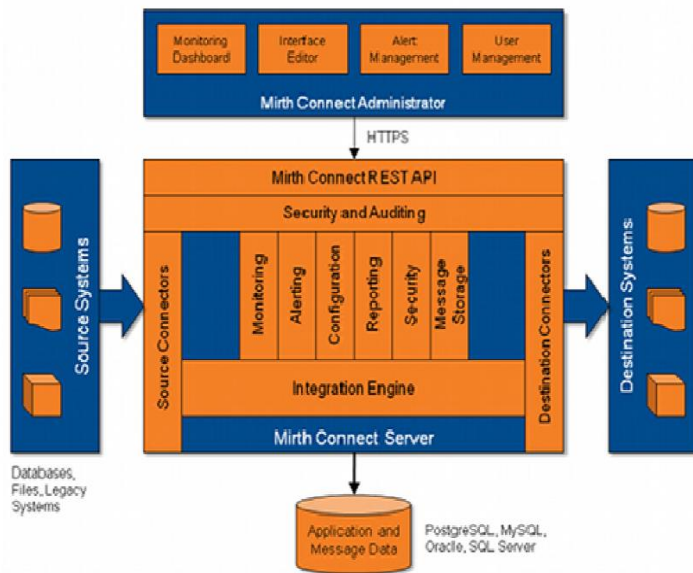 Monitoring
Dashboard
Interface
Editor
Alert
Management
User
Management
Mirth Connect Administrator
HTTPS
Mirth Connect REST API
Security and Auditing
Source Systems
Source Connectors
Monitoring
Alerting
Configuration
Reporting
Security
Message
Storage
Destination Connectors
Destination Systems
Integration Engine
Mirth Connect Server
Databases,
Files, Legacy
Systems
Application and
Message Data
PostgreSQL, MySQL,
Oracle, SQL Server